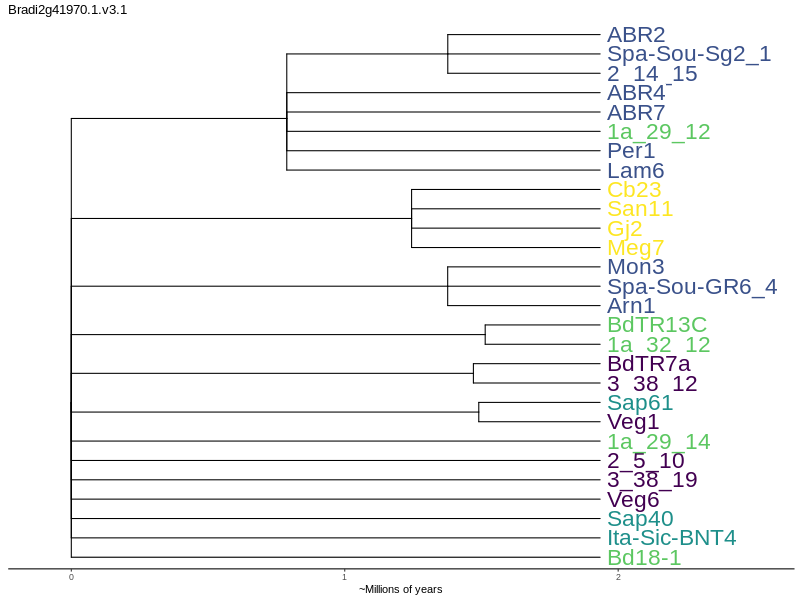 Bradi2g41970.1.v3.1
ABR2
Spa-Sou-Sg2_1
2_14_15
ABR4
ABR7
1a_29_12
Per1
Lam6
Cb23
San11
Gj2
Meg7
Mon3
Spa-Sou-GR6_4
Arn1
BdTR13C
1a_32_12
BdTR7a
3_38_12
Sap61
Veg1
1a_29_14
2_5_10
3_38_19
Veg6
Sap40
Ita-Sic-BNT4
Bd18-1
0 1 2
~Millions of years